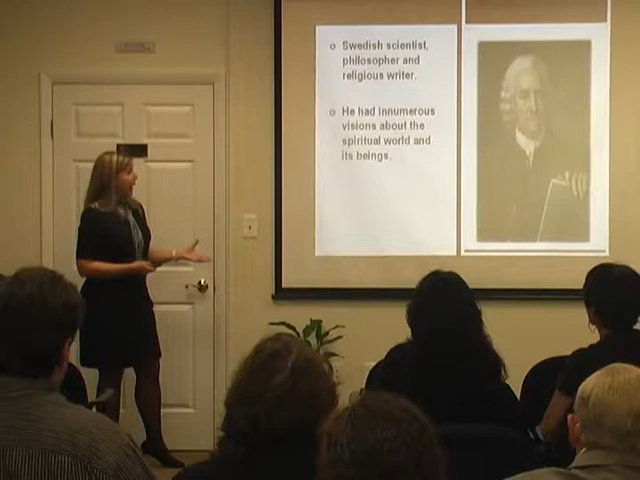 o Swedish scientist,
philosopher and
religious writer.
o He had innumerous
visions about the
spiritual world and
its beings.